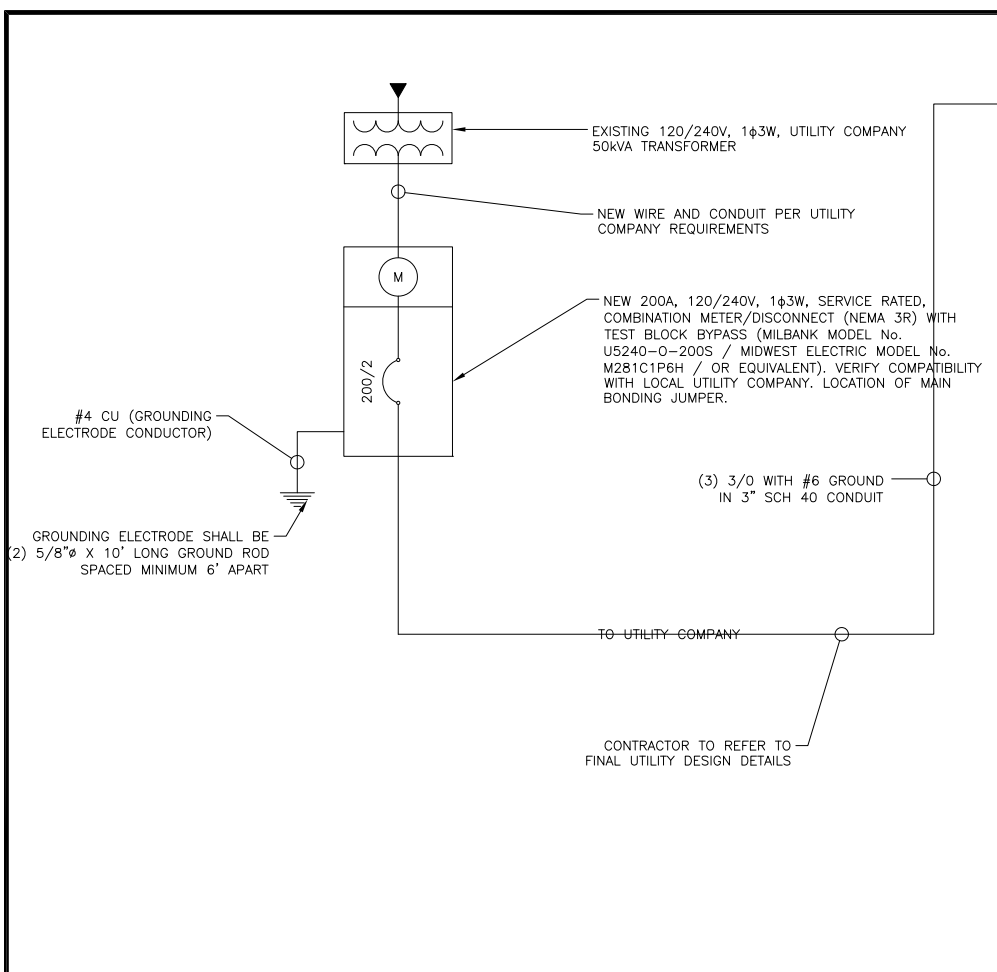 EXISTING 120/240V, 1ϕ3W, UTILITY COMPANY
50kVA TRANSFORMER
NEW WIRE AND CONDUIT PER UTILITY
COMPANY REQUIREMENTS
M
200/2
NEW 200A, 120/240V, 1ϕ3W, SERVICE RATED,
COMBINATION METER/DISCONNECT (NEMA 3R) WITH
TEST BLOCK BYPASS (MILBANK MODEL No.
U5240-O-200S / MIDWEST ELECTRIC MODEL No.
M281C1P6H / OR EQUIVALENT). VERIFY COMPATIBILITY
WITH LOCAL UTILITY COMPANY. LOCATION OF MAIN
BONDING JUMPER.
#4 CU (GROUNDING
ELECTRODE CONDUCTOR)
(3) 3/0 WITH #6 GROUND
IN 3" SCH 40 CONDUIT
GROUNDING ELECTRODE SHALL BE
(2) 5/8"ø X 10' LONG GROUND ROD
SPACED MINIMUM 6' APART
TO UTILITY COMPANY
CONTRACTOR TO REFER TO
FINAL UTILITY DESIGN DETAILS